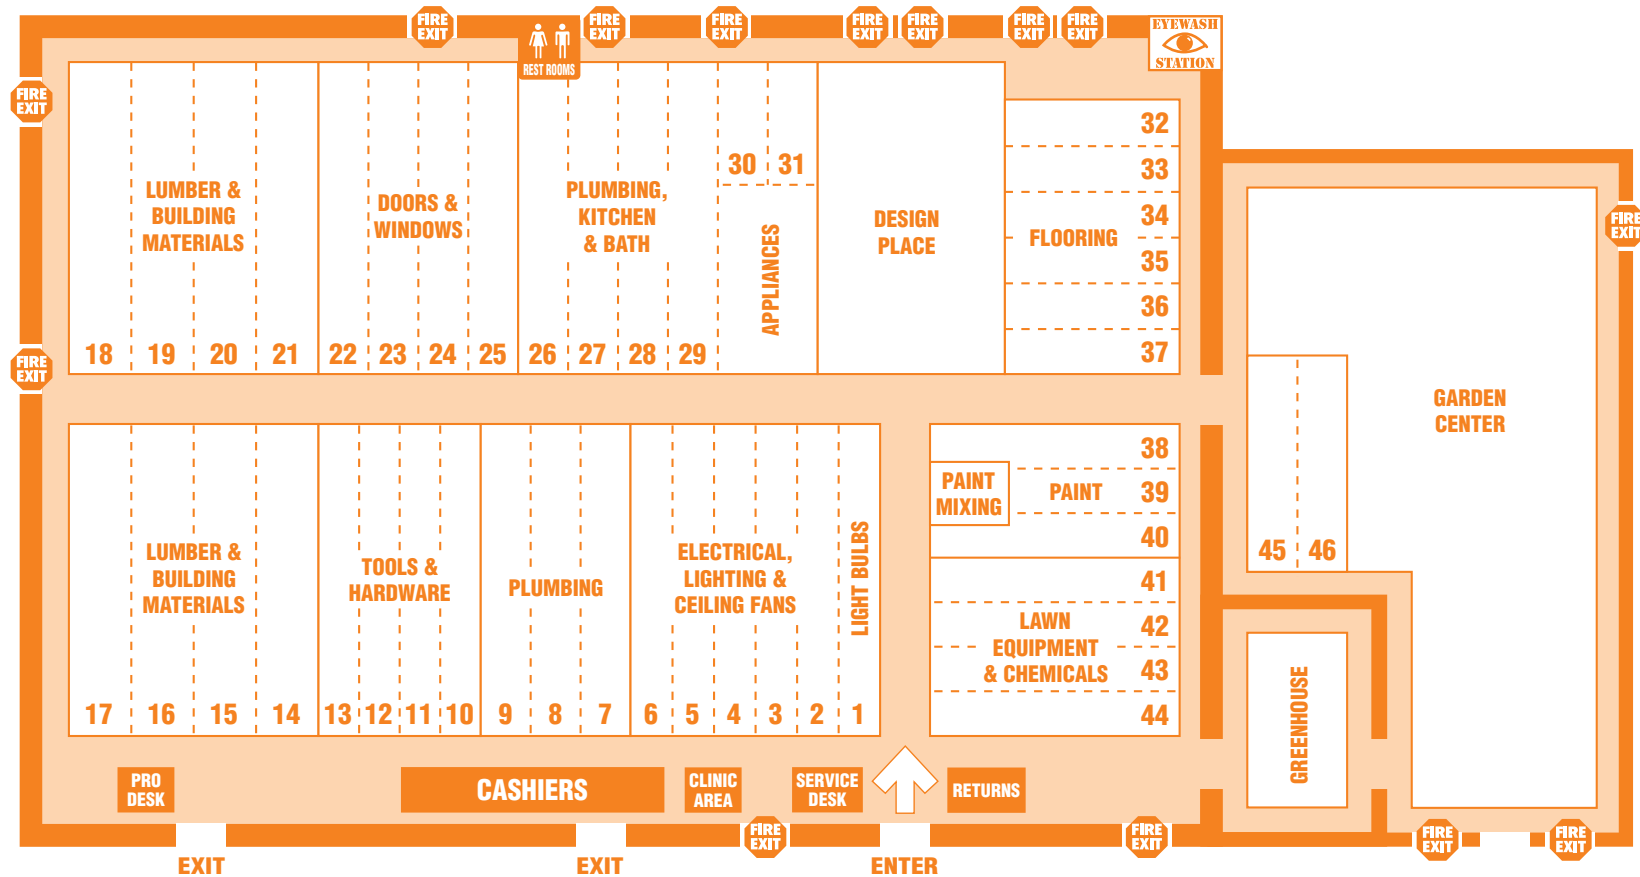 FIRE
EXIT
FIRE
EXIT
FIRE
EXIT
FIRE
EXIT
FIRE
EXIT
FIRE
EXIT
FIRE
EXIT
EYEWASH
STATION
REST ROOMS
FIRE
EXIT
LUMBER &
BUILDING
MATERIALS
18 19 20 21
DOORS &
WINDOWS
22 23 24 25
PLUMBING,
KITCHEN
& BATH
26 27 28 29
30 31
APPLIANCES
DESIGN
PLACE
32
33
34
FLOORING
35
36
37
FIRE
EXIT
FIRE
EXIT
GARDEN
CENTER
45 46
LUMBER &
BUILDING
MATERIALS
17 16 15 14
TOOLS &
HARDWARE
13 12 11 10
PLUMBING
9 8 7
ELECTRICAL,
LIGHTING &
CEILING FANS
6 5 4 3 2 1
LIGHT BULBS
38
PAINT
MIXING
PAINT
39
40
41
LAWN
EQUIPMENT
& CHEMICALS
42
43
44
GREENHOUSE
PRO
DESK
CASHIERS
CLINIC
AREA
SERVICE
DESK
RETURNS
FIRE
EXIT
FIRE
EXIT
FIRE
EXIT
FIRE
EXIT
EXIT
EXIT
ENTER